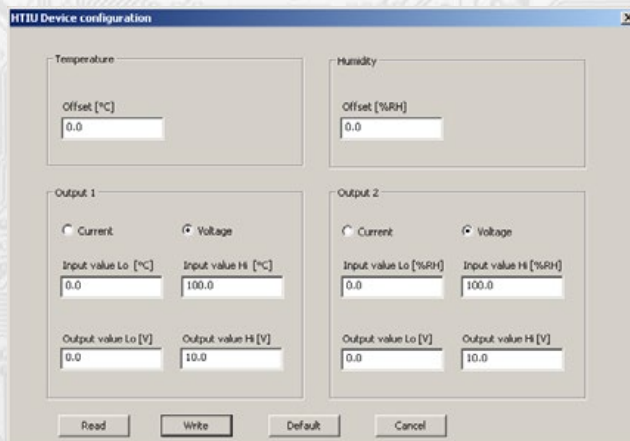 HTIU Device configuration
Temperature
Offset [°C]
0.0
Humidity
Offset [%RH]
0.0
Output 1
Current Voltage
Input value Lo [°C] Input value Hi [°C]
0.0 100.0
Output value Lo [V] Output value Hi [V]
0.0 10.0
Output 2
Current Voltage
Input value Lo [%RH] Input value Hi [%RH]
0.0 100.0
Output value Lo [V] Output value Hi [V]
0.0 10.0
Read Write Default Cancel